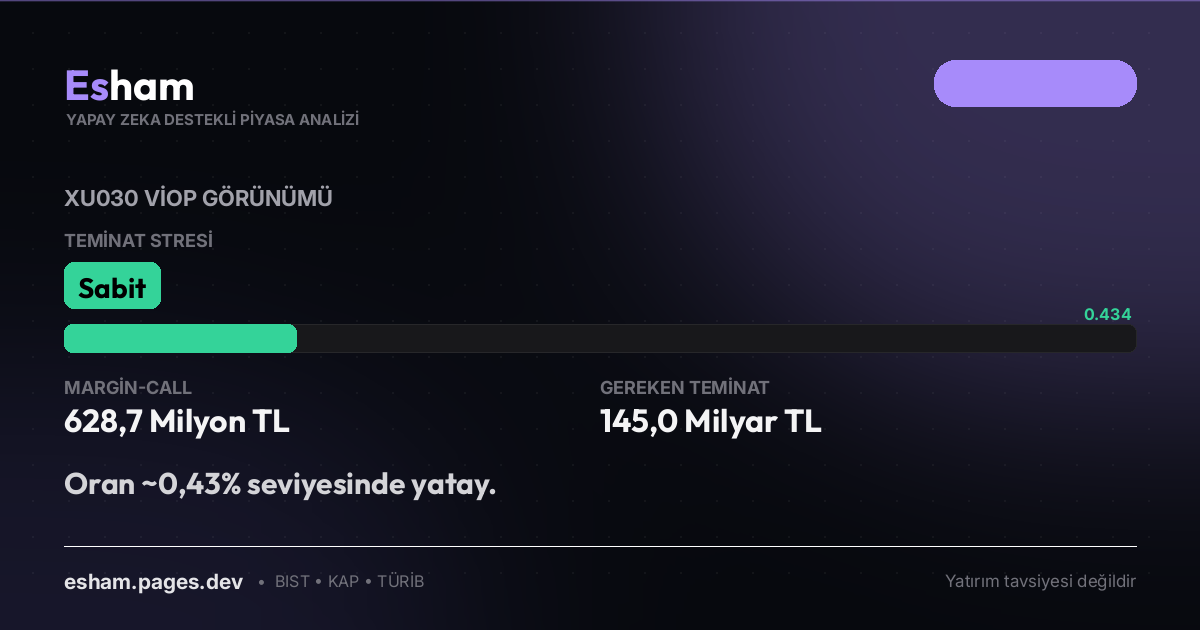 Esham
YAPAY ZEKA DESTEKLİ PİYASA ANALİZİ
XU030 VİOP GÖRÜNÜMÜ
TEMİNAT STRESİ
Sabit
0.434
MARGİN-CALL
GEREKEN TEMİNAT
628,7 Milyon TL
145,0 Milyar TL
Oran ~0,43% seviyesinde yatay.
esham.pages.dev • BIST • KAP • TÜRİB
Yatırım tavsiyesi değildir